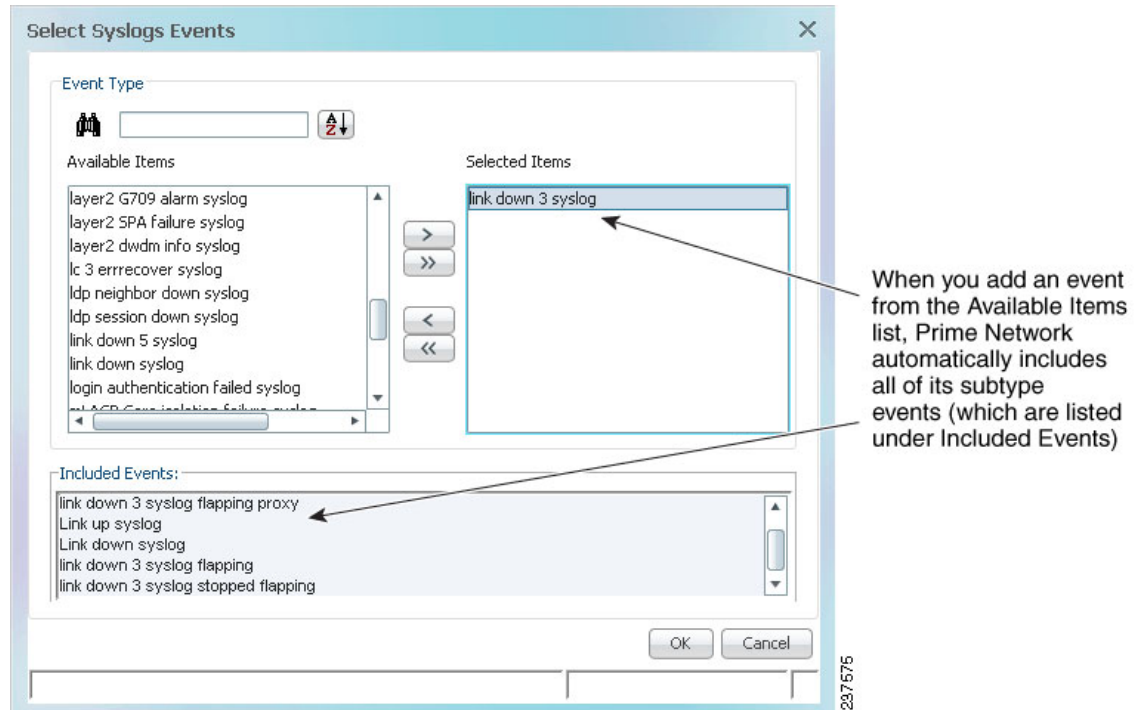 Select Syslogs Events
Event Type
A
Z
Available Items
Selected Items
layer2 G709 alarm syslog
layer2 SPA failure syslog
layer2 dwdm info syslog
lc 3 errrecover syslog
ldp neighbor down syslog
ldp session down syslog
link down 5 syslog
link down syslog
login authentication failed syslog
link down 3 syslog
>
>>
<
<<
When you add an event
from the Available Items
list, Prime Network
automatically includes
all of its subtype
events (which are listed
under Included Events)
Included Events:
link down 3 syslog flapping proxy
Link up syslog
Link down syslog
link down 3 syslog flapping
link down 3 syslog stopped flapping
OK
Cancel
237575